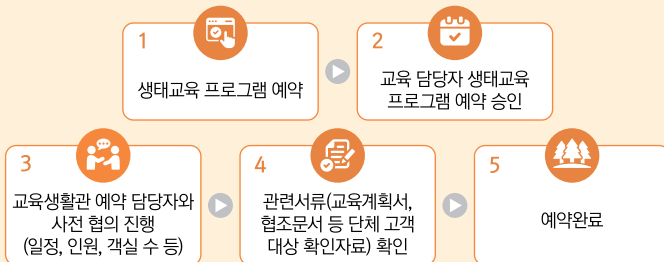 1
생태교육 프로그램 예약
2
교육 담당자 생태교육
프로그램 예약 승인
3
교육생활관 예약 담당자와
사전 협의 진행
(일정, 인원, 객실 수 등)
4
관련서류(교육계획서,
협조문서 등 단체 고객
대상 확인자료) 확인
5
예약완료